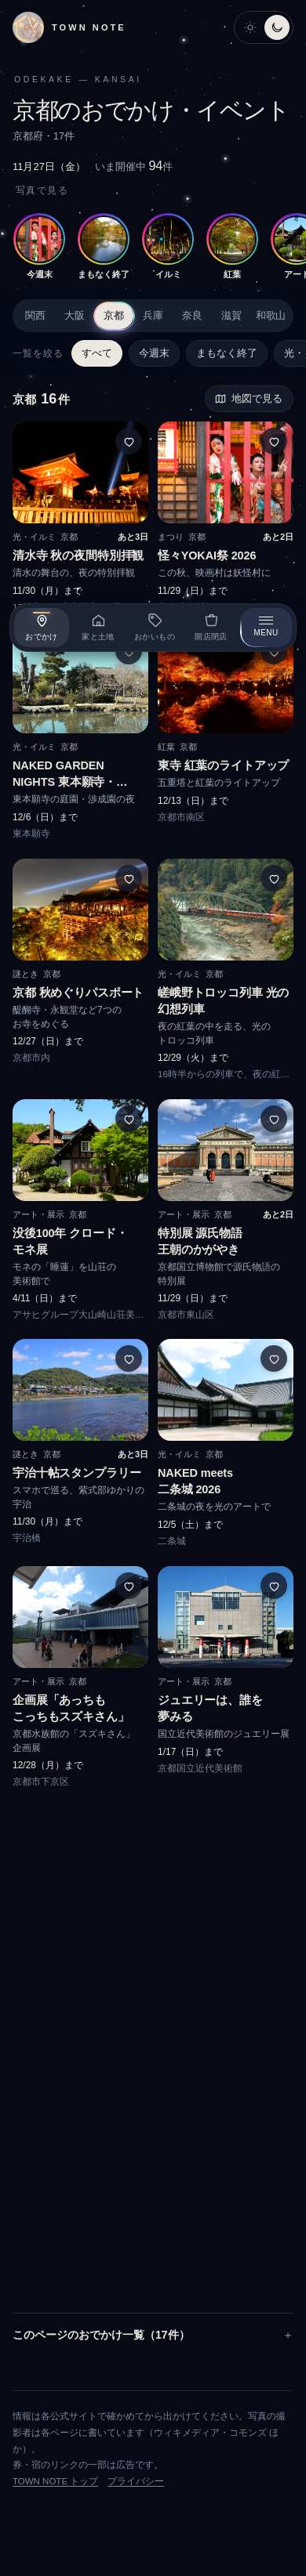 TOWN NOTE
ODEKAKE — KANSAI
京都のおでかけ・イベント
京都府・17件
11月27日（金） いま開催中 94件
写真で見る
今週末 まもなく終了 イルミ 紅葉 アート
関西 大阪 京都 兵庫 奈良 滋賀 和歌山
一覧を絞る すべて 今週末 まもなく終了 光・
京都 16件 地図で見る
光・イルミ 京都 あと3日
清水寺 秋の夜間特別拝観
清水の舞台の、夜の特別拝観
11/30（月）まで
まつり 京都 あと2日
怪々YOKAI祭 2026
この秋、映画村は妖怪村に
11/29（日）まで
おでかけ 家と土地 おかいもの 開店閉店 MENU
光・イルミ 京都
NAKED GARDEN
NIGHTS 東本願寺・…
東本願寺の庭園・渉成園の夜
12/6（日）まで
東本願寺
紅葉 京都
東寺 紅葉のライトアップ
五重塔と紅葉のライトアップ
12/13（日）まで
京都市南区
謎とき 京都
京都 秋めぐりパスポート
醍醐寺・永観堂など7つの
お寺をめぐる
12/27（日）まで
京都市内
光・イルミ 京都
嵯峨野トロッコ列車 光の
幻想列車
夜の紅葉の中を走る、光の
トロッコ列車
12/29（火）まで
16時半からの列車で、夜の紅…
アート・展示 京都
没後100年 クロード・
モネ展
モネの「睡蓮」を山荘の
美術館で
4/11（日）まで
アサヒグループ大山崎山荘美…
アート・展示 京都 あと2日
特別展 源氏物語
王朝のかがやき
京都国立博物館で源氏物語の
特別展
11/29（日）まで
京都市東山区
謎とき 京都 あと3日
宇治十帖スタンプラリー
スマホで巡る、紫式部ゆかりの
宇治
11/30（月）まで
宇治橋
光・イルミ 京都
NAKED meets
二条城 2026
二条城の夜を光のアートで
12/5（土）まで
二条城
アート・展示 京都
企画展「あっちも
こっちもスズキさん」
京都水族館の「スズキさん」
企画展
12/28（月）まで
京都市下京区
アート・展示 京都
ジュエリーは、誰を
夢みる
国立近代美術館のジュエリー展
1/17（日）まで
京都国立近代美術館
このページのおでかけ一覧（17件） +
情報は各公式サイトで確かめてから出かけてください。写真の撮
影者は各ページに書いています（ウィキメディア・コモンズ ほ
か）。
券・宿のリンクの一部は広告です。
TOWN NOTE トップ プライバシー